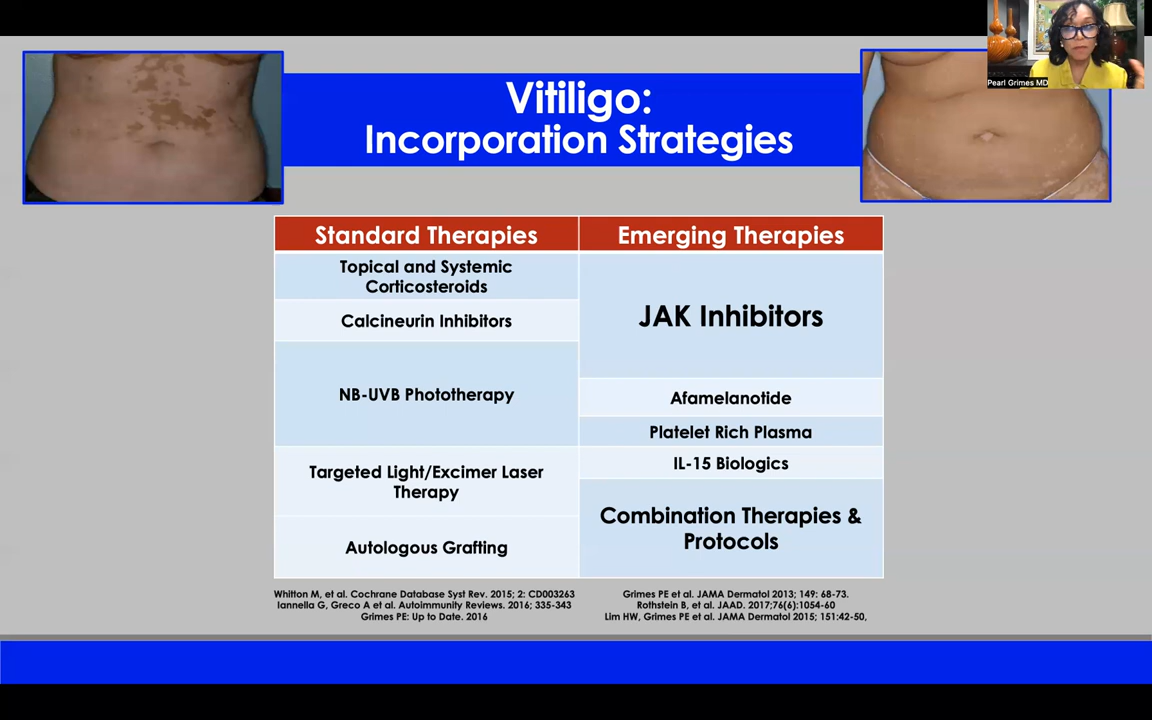 Pearl Grimes MD
Vitiligo:
Incorporation Strategies
Standard Therapies
Emerging Therapies
Topical and Systemic
Corticosteroids
Calcineurin Inhibitors
NB-UVB Phototherapy
Targeted Light/Excimer Laser
Therapy
Autologous Grafting
JAK Inhibitors
Afamelanotide
Platelet Rich Plasma
IL-15 Biologics
Combination Therapies &
Protocols
Whitton M, et al. Cochrane Database Syst Rev. 2015; 2: CD003263
Iannella G, Greco A et al. Autoimmunity Reviews. 2016; 335-343
Grimes PE: Up to Date. 2016
Grimes PE et al. JAMA Dermatol 2013; 149: 68-73.
Rothstein B, et al. JAAD. 2017;76(6):1054-60
Lim HW, Grimes PE et al. JAMA Dermatol 2015; 151:42-50,